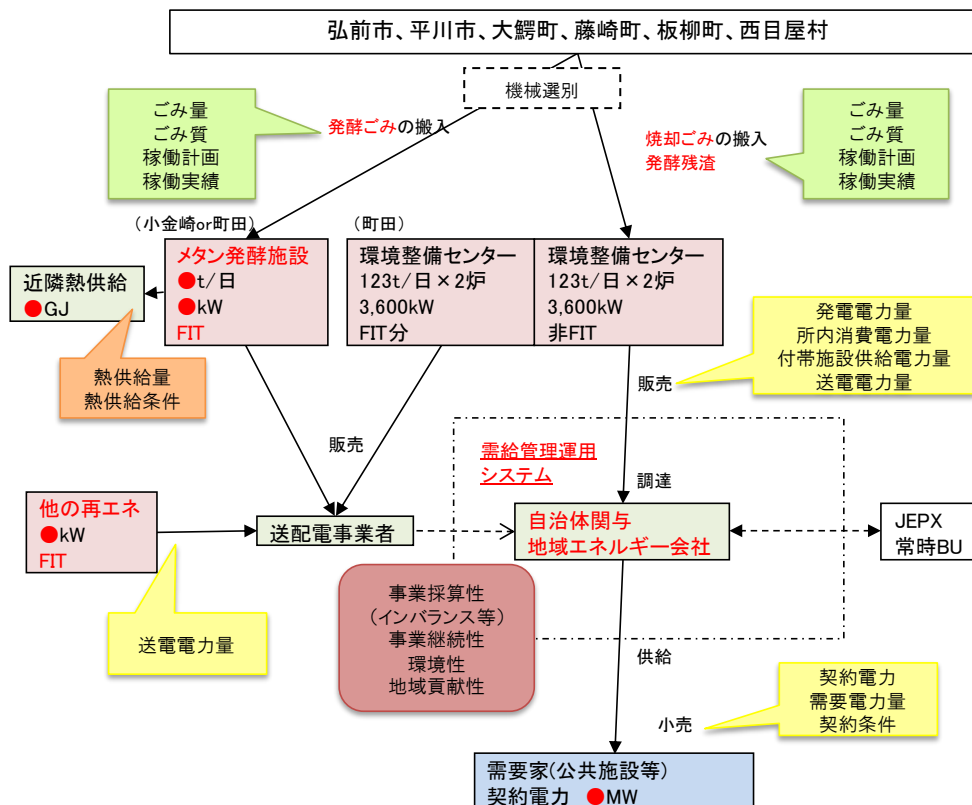 弘前市、平川市、大鰐町、藤崎町、板柳町、西目屋村
機械選別
ごみ量
ごみ質
稼働計画
稼働実績
発酵ごみの搬入
焼却ごみの搬入
発酵残渣
ごみ量
ごみ質
稼働計画
稼働実績
（小金崎or町田）
（町田）
メタン発酵施設
●t/日
●kW
FIT
環境整備センター
123t/日×2炉
3,600kW
FIT分
環境整備センター
123t/日×2炉
3,600kW
非FIT
近隣熱供給
●GJ
熱供給量
熱供給条件
発電電力量
所内消費電力量
付帯施設供給電力量
送電電力量
販売
販売
需給管理運用
システム
調達
他の再エネ
●kW
FIT
送配電事業者
自治体関与
地域エネルギー会社
JEPX
常時BU
送電電力量
事業採算性
（インバランス等）
事業継続性
環境性
地域貢献性
供給
小売
契約電力
需要電力量
契約条件
需要家(公共施設等)
契約電力　●MW